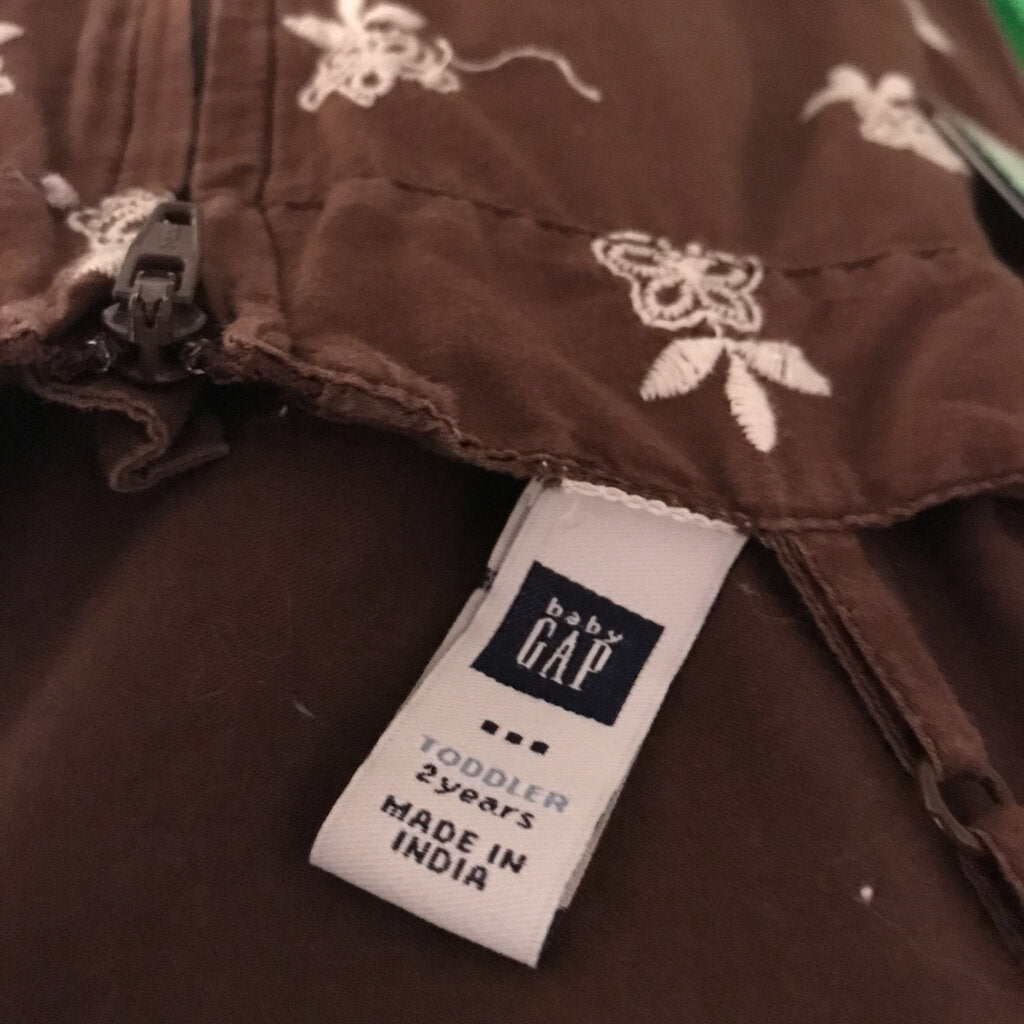 baby
GAP
TODDLER
2years
MADE IN
INDIA